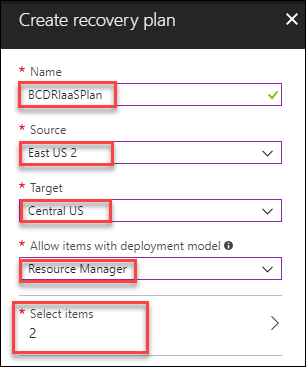 Create recovery plan
* Name
BCDRIaaSPlan
* Source
East US 2
* Target
Central US
* Allow items with deployment model
Resource Manager
* Select items
2